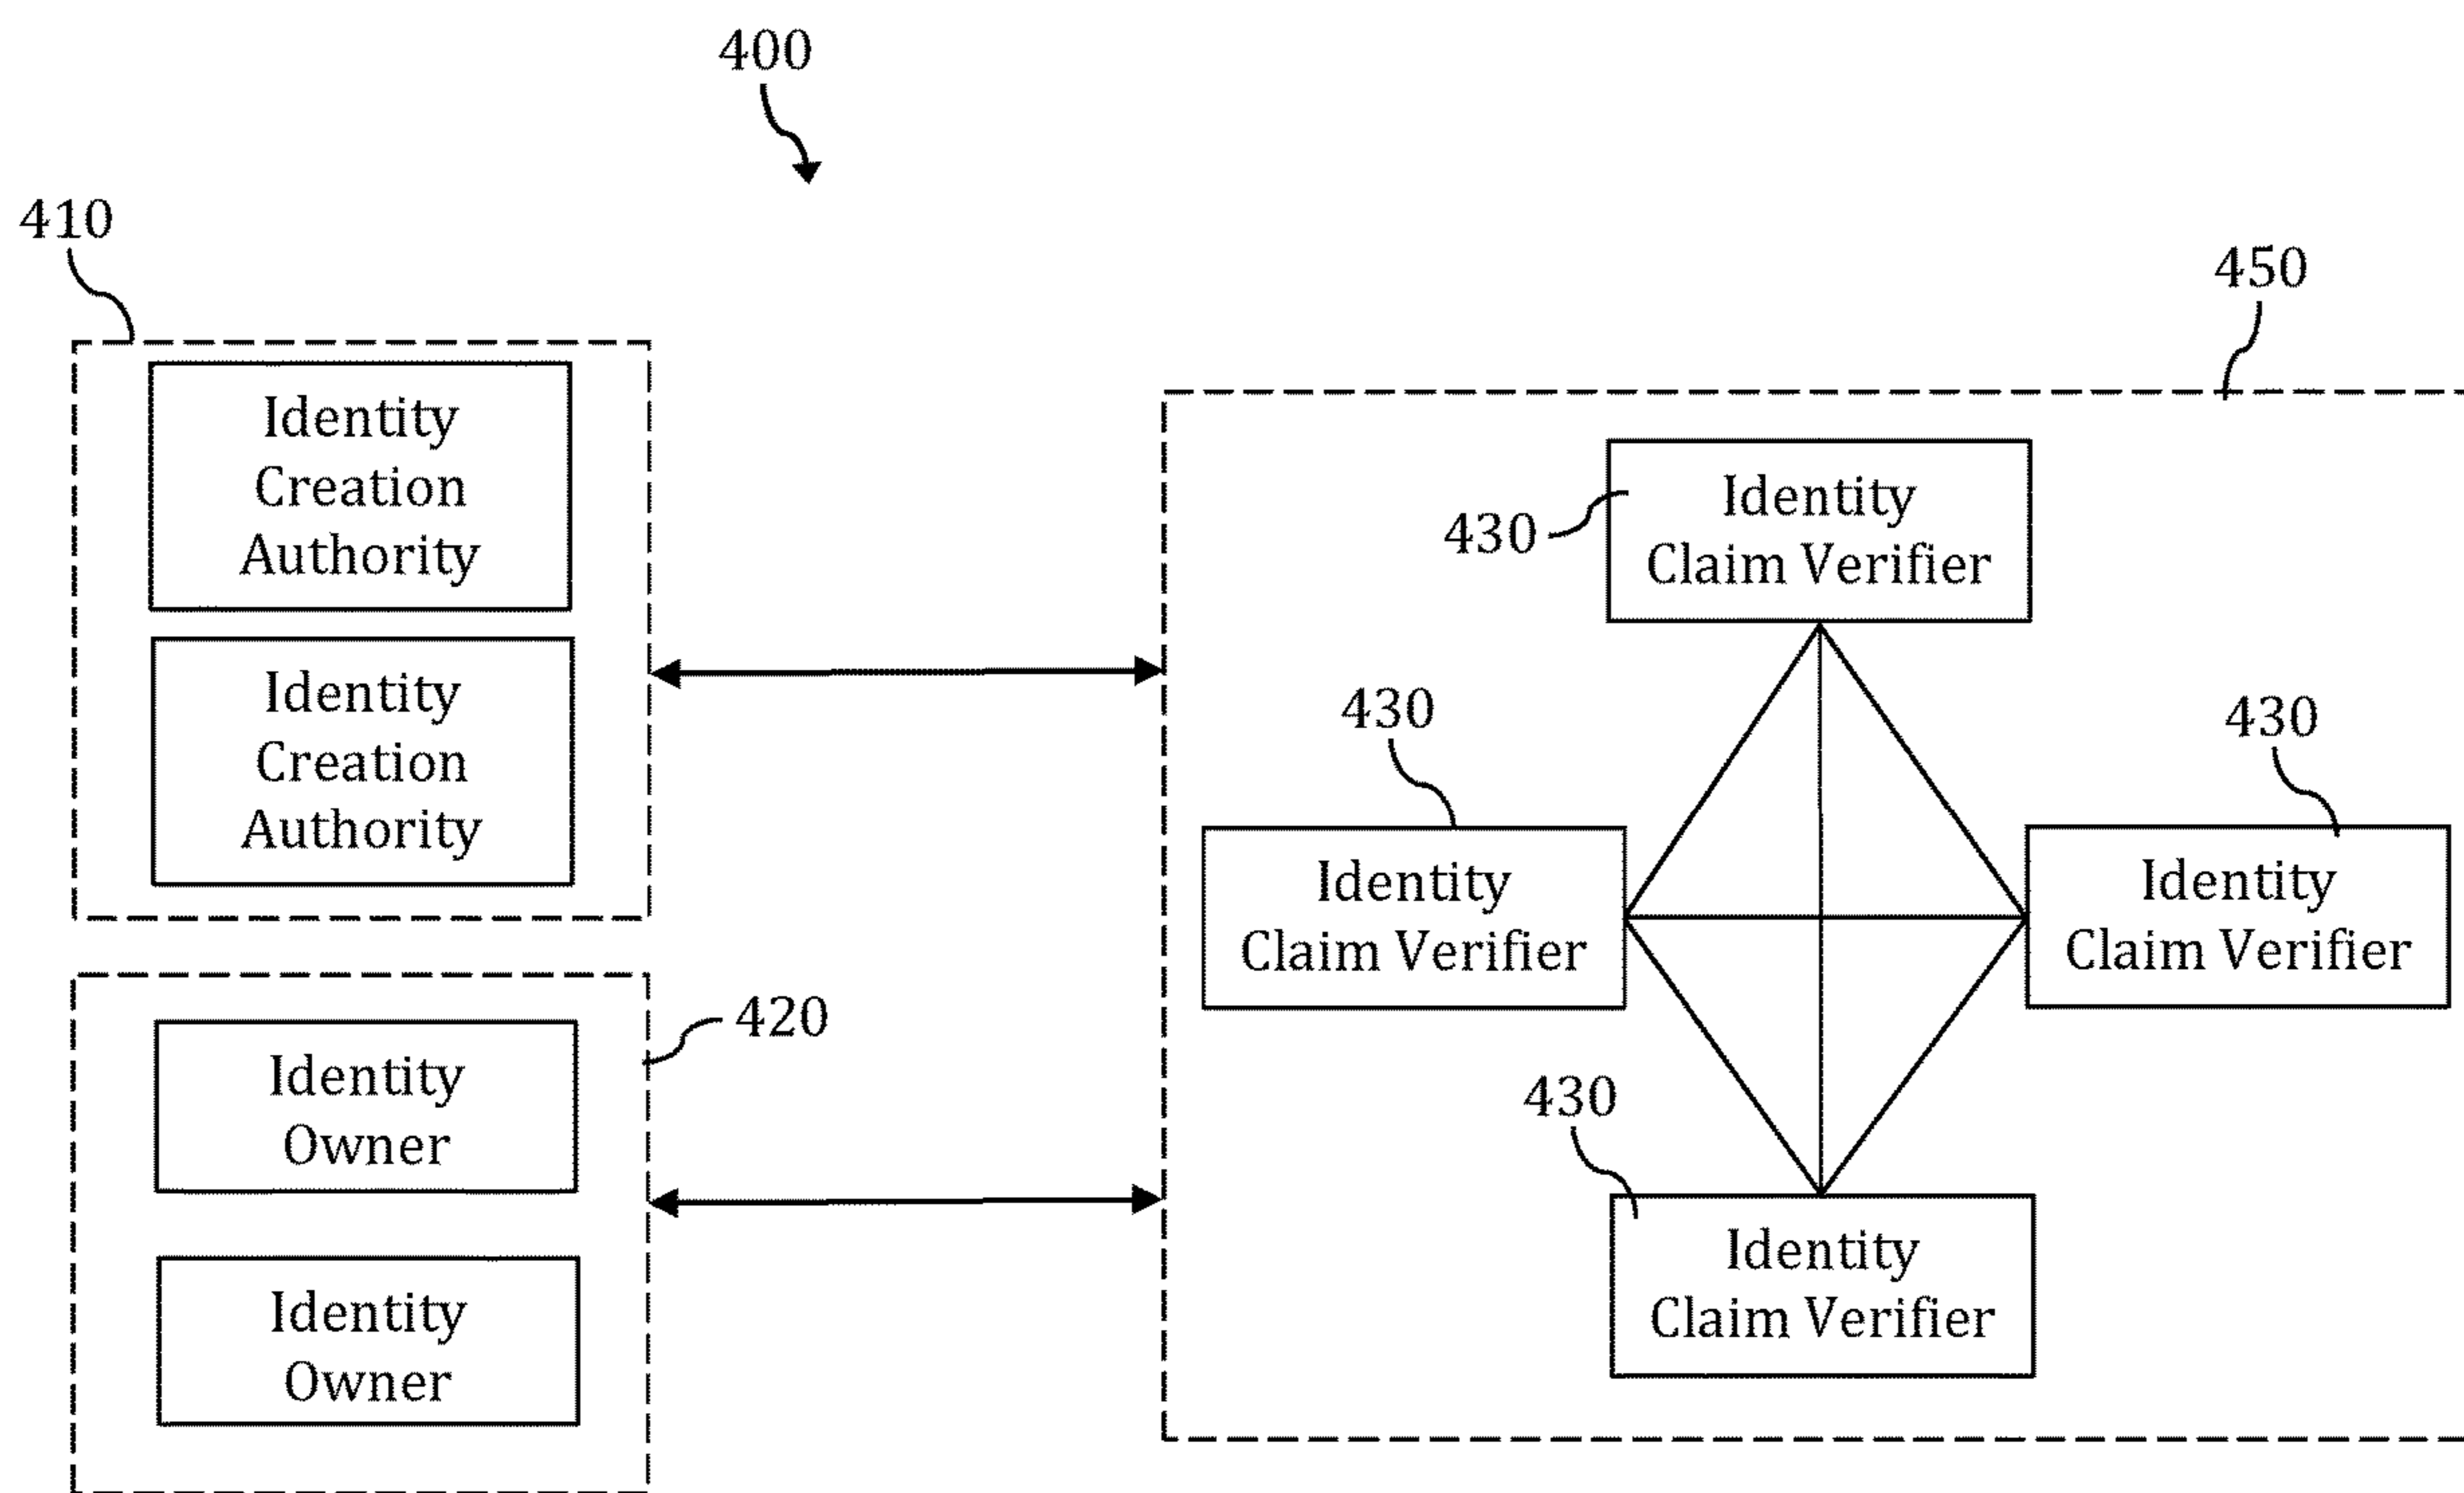 400
410
Identity
Creation
Authority
Identity
Creation
Authority
420
Identity
Owner
Identity
Owner
450
430
Identity
Claim Verifier
430
Identity
Claim Verifier
430
Identity
Claim Verifier
430
Identity
Claim Verifier